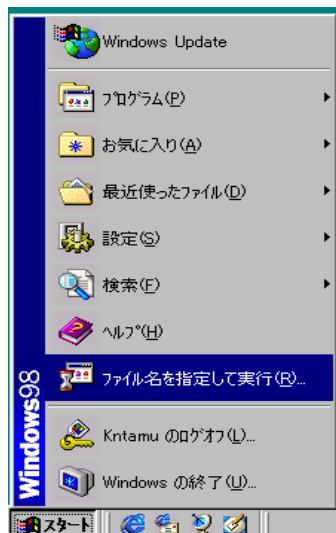 Windows Update
ﾌﾟﾛｸﾞﾗﾑ(P)
お気に入り(A)
最近使ったﾌｧｲﾙ(D)
設定(S)
検索(F)
ﾍﾙﾌﾟ(H)
ﾌｧｲﾙ名を指定して実行(R)...
Kntamu のﾛｸﾞｵﾌ(L)...
Windows の終了(U)...
Windows98
ｽﾀｰﾄ